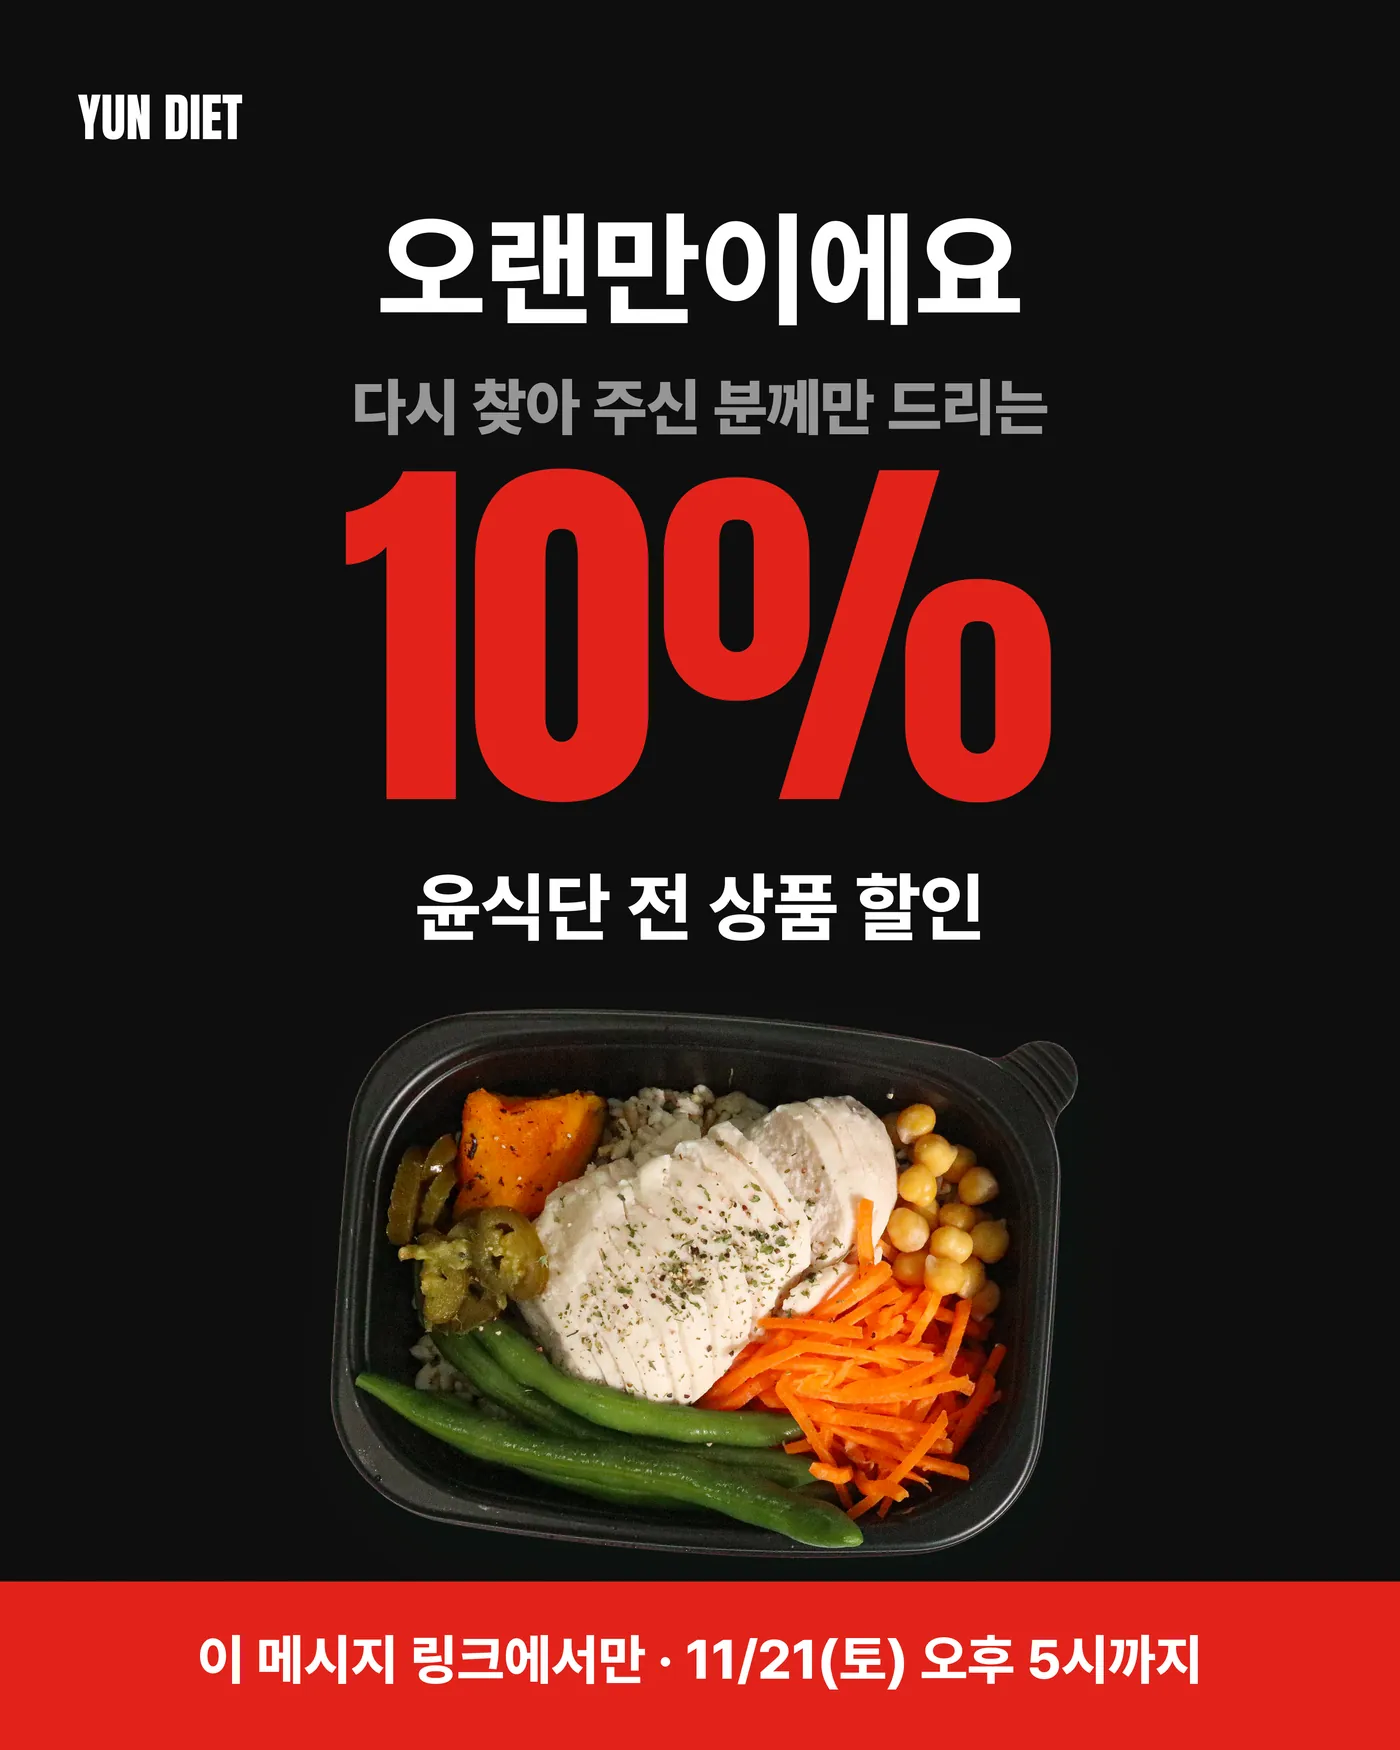 YUN DIET
오랜만이에요
다시 찾아 주신 분께만 드리는
10%
윤식단 전 상품 할인
이 메시지 링크에서만 · 11/21(토) 오후 5시까지